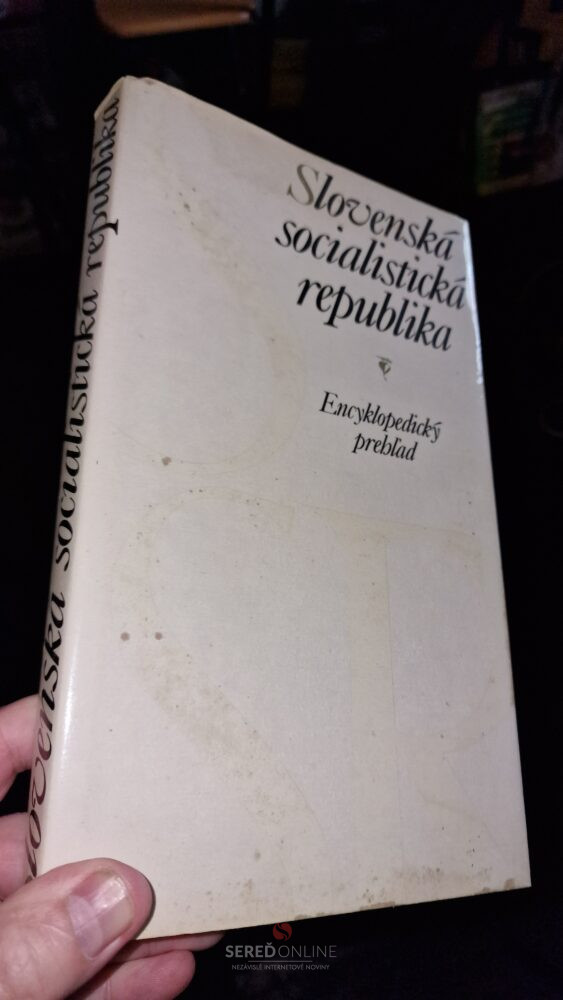 Slovenská
socialistická
republika
Encyklopedický
prehľad
Slovenská socialistická republika
SEREĎONLINE
NEZÁVISLÉ INTERNETOVÉ NOVINY